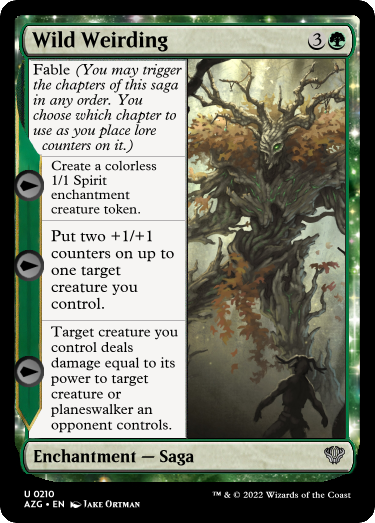 Wild Weirding 3
Fable (You may trigger
the chapters of this saga
in any order. You
choose which chapter to
use as you place lore
counters on it.)
Create a colorless
1/1 Spirit
enchantment
creature token.
Put two +1/+1
counters on up to
one target
creature you
control.
Target creature you
control deals
damage equal to its
power to target
creature or
planeswalker an
opponent controls.
Enchantment — Saga
U 0210
AZG • EN Jake Ortman
™ & © 2022 Wizards of the Coast